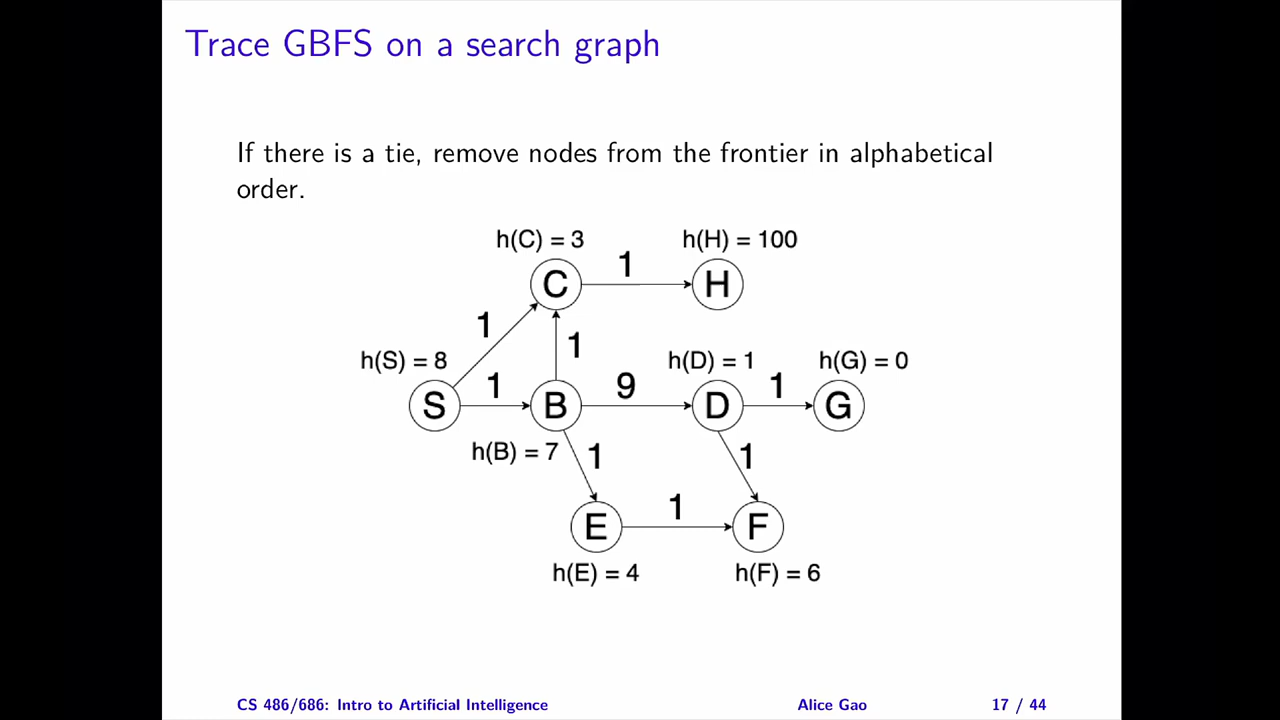 Trace GBFS on a search graph
If there is a tie, remove nodes from the frontier in alphabetical
order.
h(C) = 3
h(H) = 100
C
1
H
1
1
h(S) = 8
h(D) = 1
h(G) = 0
S
1
B
9
D
1
G
h(B) = 7
1
1
E
1
F
h(E) = 4
h(F) = 6
CS 486/686: Intro to Artificial Intelligence
Alice Gao
17 / 44